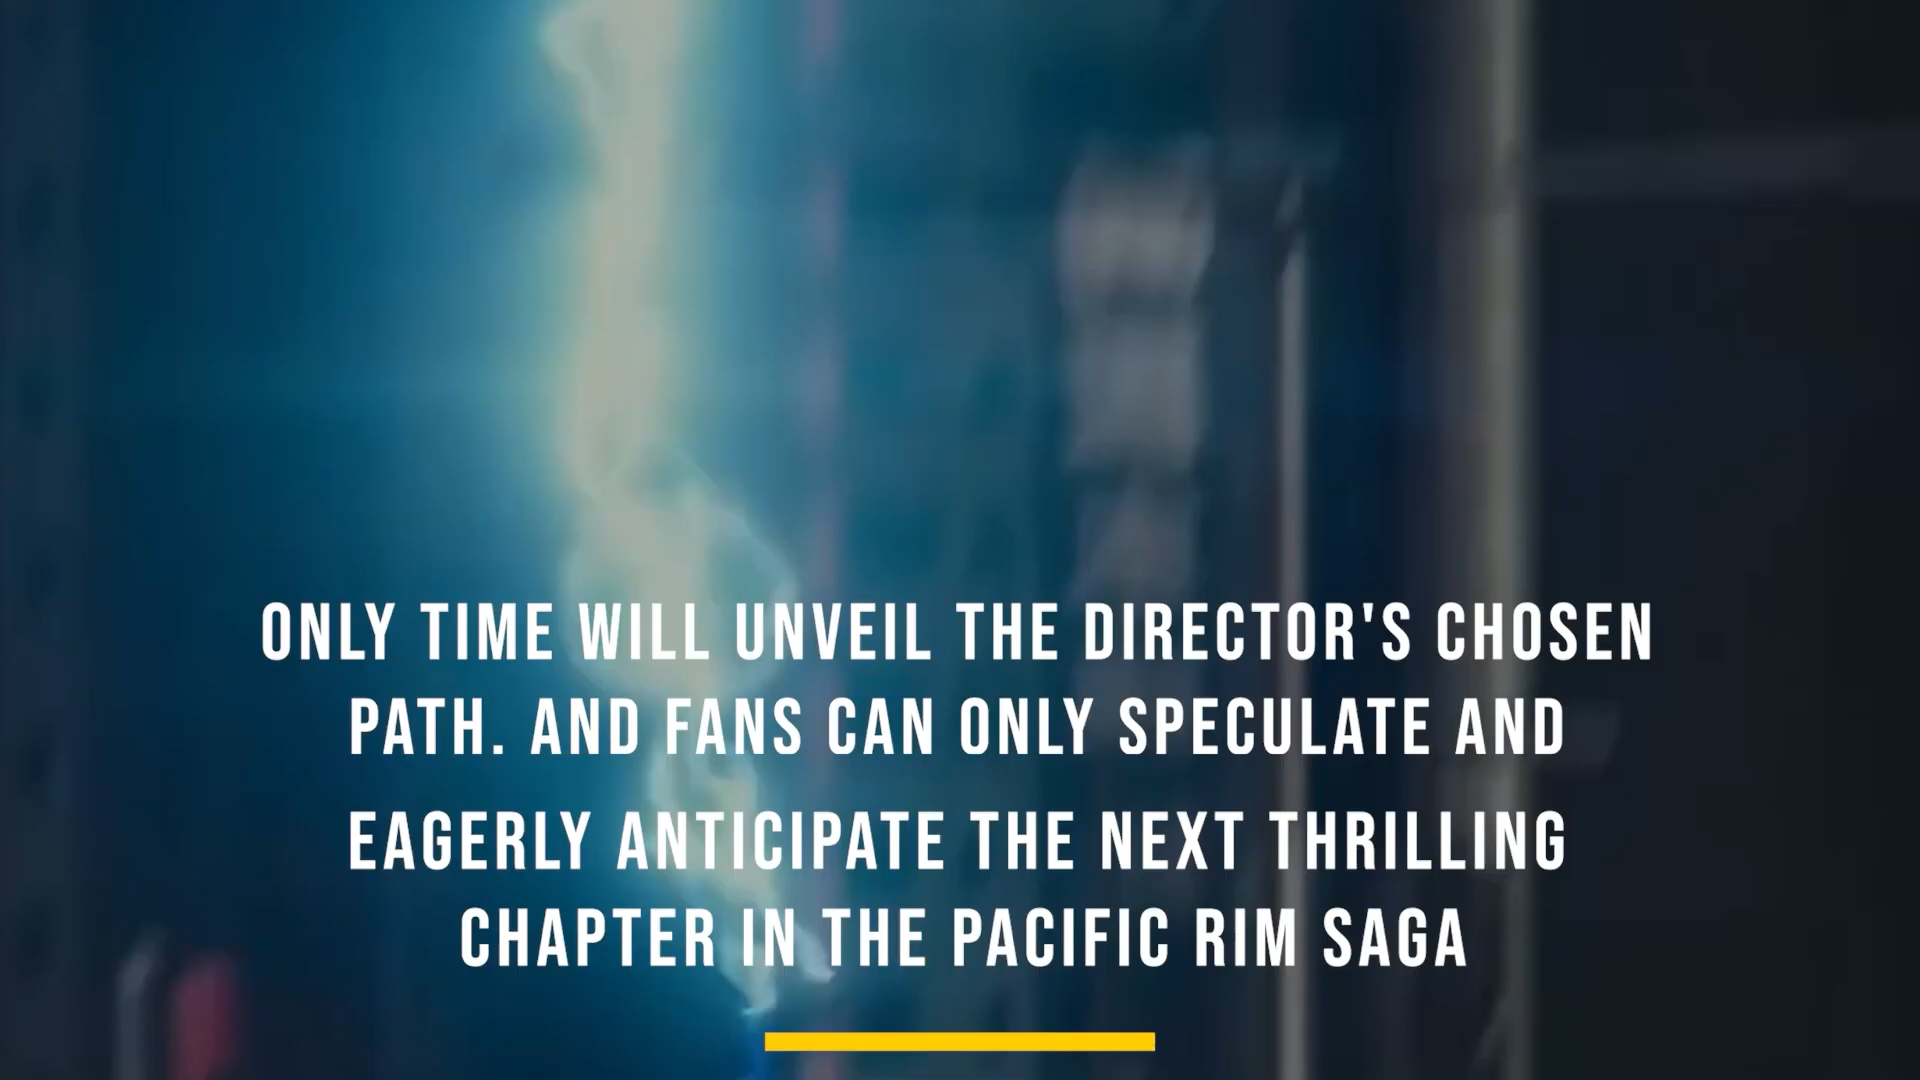 ONLY TIME WILL UNVEIL THE DIRECTOR'S CHOSEN
PATH. AND FANS CAN ONLY SPECULATE AND
EAGERLY ANTICIPATE THE NEXT THRILLING
CHAPTER IN THE PACIFIC RIM SAGA